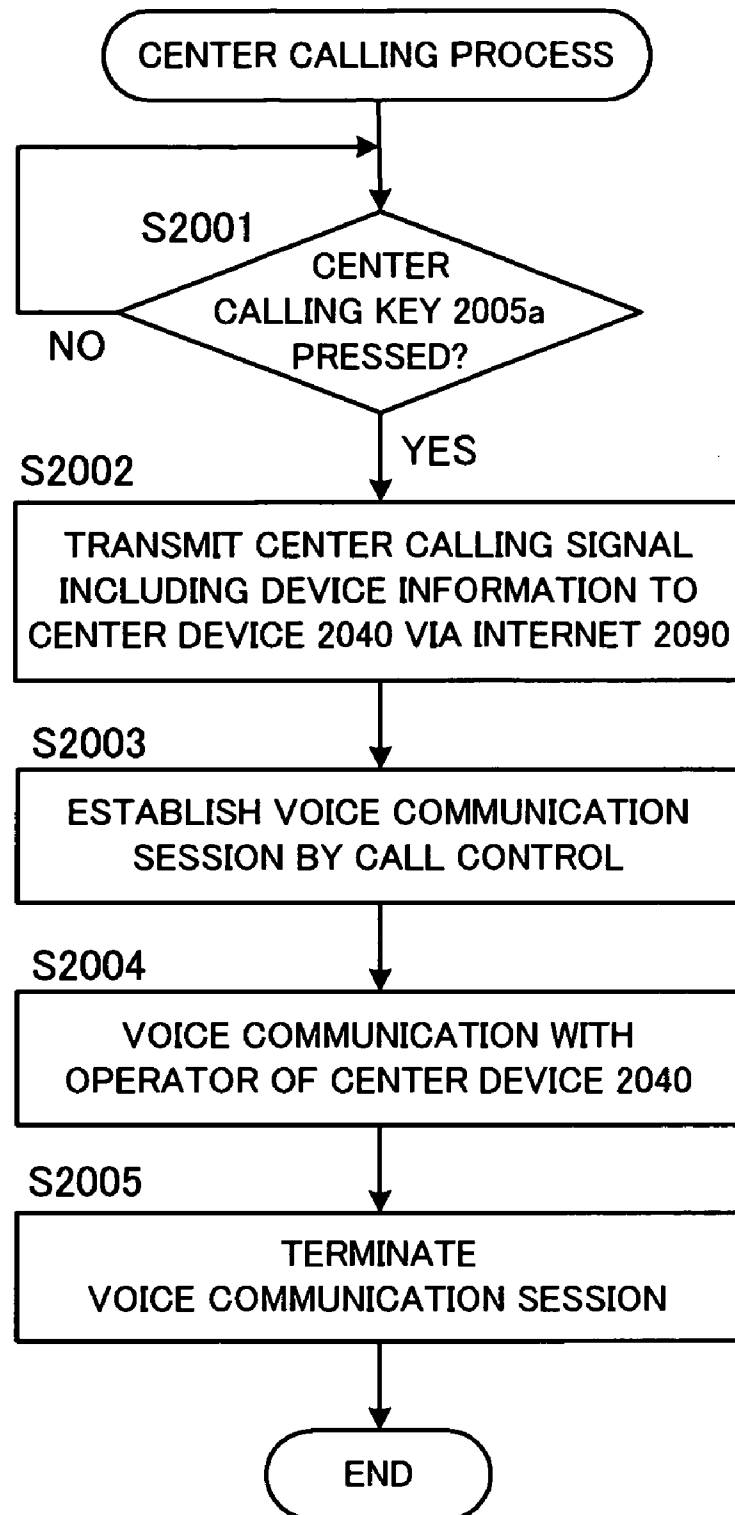 CENTER CALLING PROCESS
S2001
CENTER
CALLING KEY 2005a
PRESSED?
NO
YES
S2002
TRANSMIT CENTER CALLING SIGNAL
INCLUDING DEVICE INFORMATION TO
CENTER DEVICE 2040 VIA INTERNET 2090
S2003
ESTABLISH VOICE COMMUNICATION
SESSION BY CALL CONTROL
S2004
VOICE COMMUNICATION WITH
OPERATOR OF CENTER DEVICE 2040
S2005
TERMINATE
VOICE COMMUNICATION SESSION
END